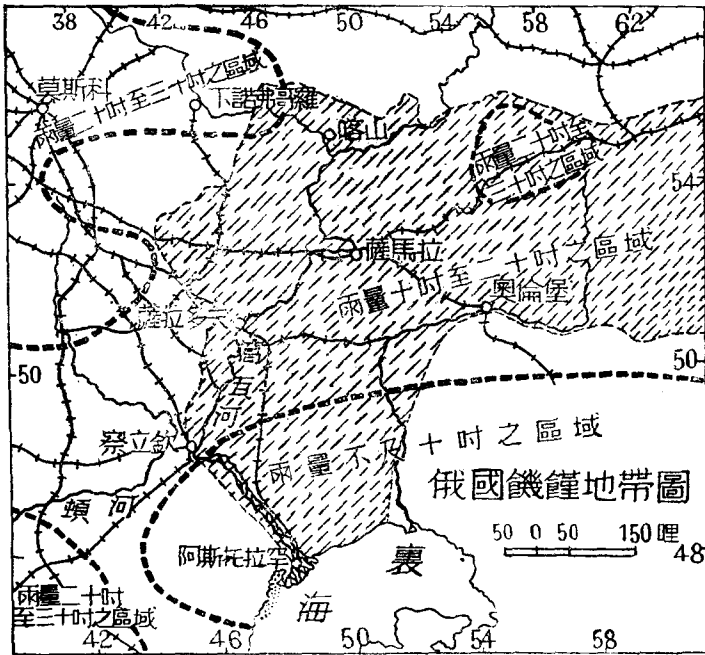 38 42 46 50 54 58 62
莫斯科
下諾弗哥羅
雨量二十吋至三十吋之區域
喀山
雨量二十吋至
三十吋之區域
54
薩馬拉
雨量十吋至二十吋之區域
奧倫堡
薩拉多
50
50
窩瓦河
察立欽
雨量不及十吋之區域
俄國饑饉地帶圖
頓河
50 0 50 150哩
48
阿斯托拉罕
裏海
雨量二十吋
至三十吋之區域
42 46 50 54 58